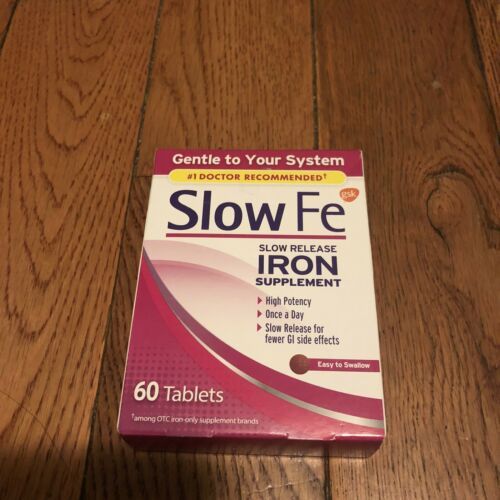 Gentle to Your System
#1 DOCTOR RECOMMENDED†
Slow Fe
gsk
SLOW RELEASE
IRON
SUPPLEMENT
High Potency
Once a Day
Slow Release for
fewer GI side effects
Easy to Swallow
60 Tablets
†among OTC iron-only supplement brands